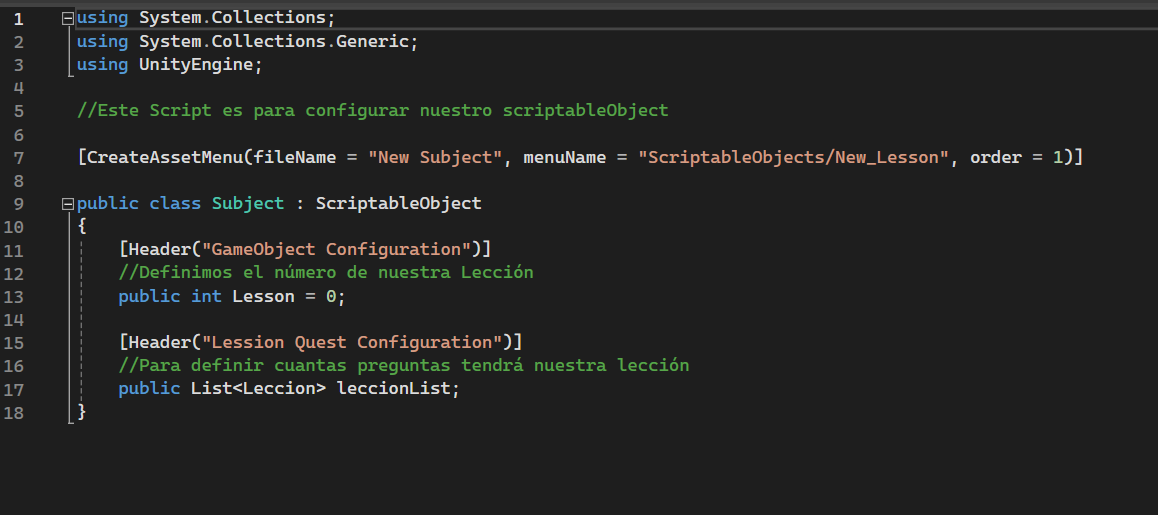 1 using System.Collections;
2 using System.Collections.Generic;
3 using UnityEngine;
4
5 //Este Script es para configurar nuestro scriptableObject
6
7 [CreateAssetMenu(fileName = "New Subject", menuName = "ScriptableObjects/New_Lesson", order = 1)]
8
9 public class Subject : ScriptableObject
10 {
11 [Header("GameObject Configuration")]
12 //Definimos el número de nuestra Lección
13 public int Lesson = 0;
14
15 [Header("Lession Quest Configuration")]
16 //Para definir cuantas preguntas tendrá nuestra lección
17 public List<Leccion> leccionList;
18 }